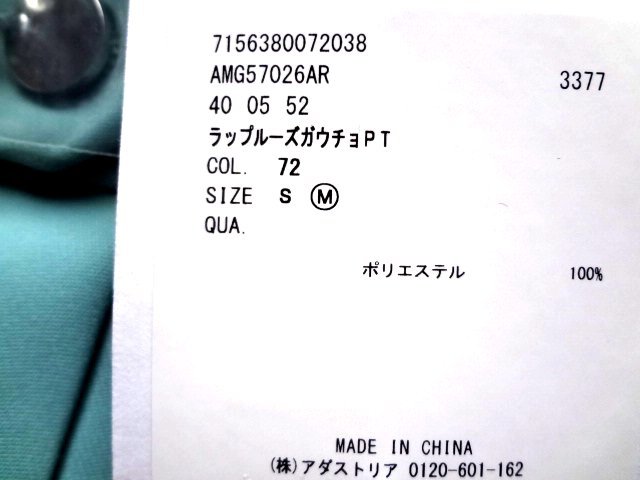 7156380072038
AMG57026AR 3377
40 05 52
ラップルーズガウチョPT
COL. 72
SIZE S Ⓜ
QUA.
ポリエステル 100%
MADE IN CHINA
(株) アダストリア 0120-601-162